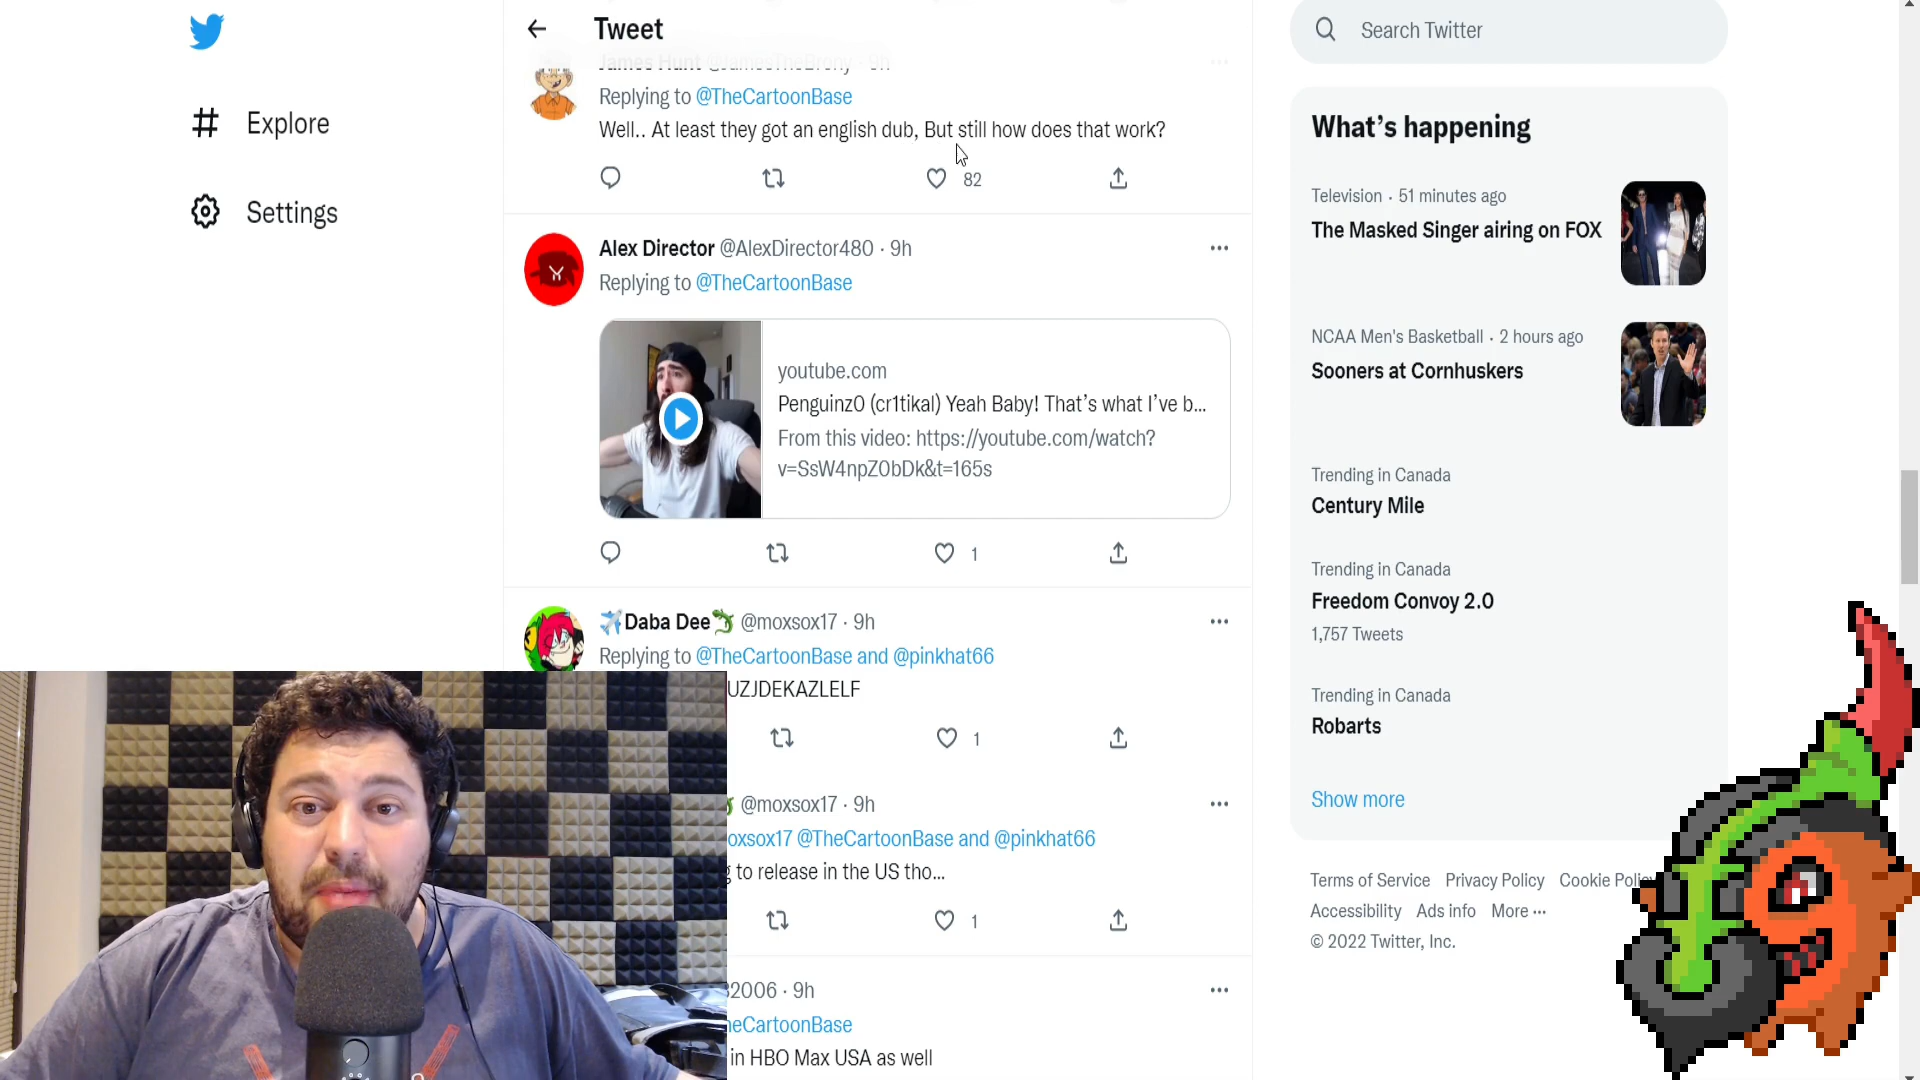 Tweet
Search Twitter
Explore
Settings
James Hunt @JamesTheBrony · 9h
Replying to @TheCartoonBase
Well.. At least they got an english dub, But still how does that work?
82
Alex Director @AlexDirector480 · 9h
Replying to @TheCartoonBase
youtube.com
Penguinz0 (cr1tikal) Yeah Baby! That's what I've b...
From this video: https://youtube.com/watch?
v=SsW4npZ0bDk&t=165s
1
Daba Dee @moxsox17 · 9h
Replying to @TheCartoonBase and @pinkhat66
UZJDEKAZLELF
1
@moxsox17 · 9h
oxsox17 @TheCartoonBase and @pinkhat66
to release in the US tho...
1
2006 · 9h
heCartoonBase
in HBO Max USA as well
What's happening
Television · 51 minutes ago
The Masked Singer airing on FOX
NCAA Men's Basketball · 2 hours ago
Sooners at Cornhuskers
Trending in Canada
Century Mile
Trending in Canada
Freedom Convoy 2.0
1,757 Tweets
Trending in Canada
Robarts
Show more
Terms of Service Privacy Policy Cookie Policy
Accessibility Ads info More ···
© 2022 Twitter, Inc.